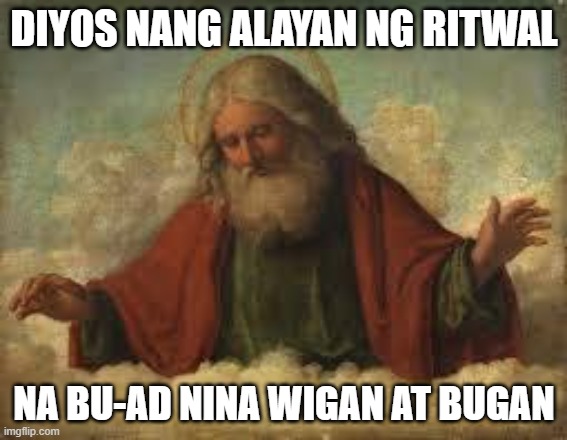 DIYOS NANG ALAYAN NG RITWAL
NA BU-AD NINA WIGAN AT BUGAN
imgflip.com